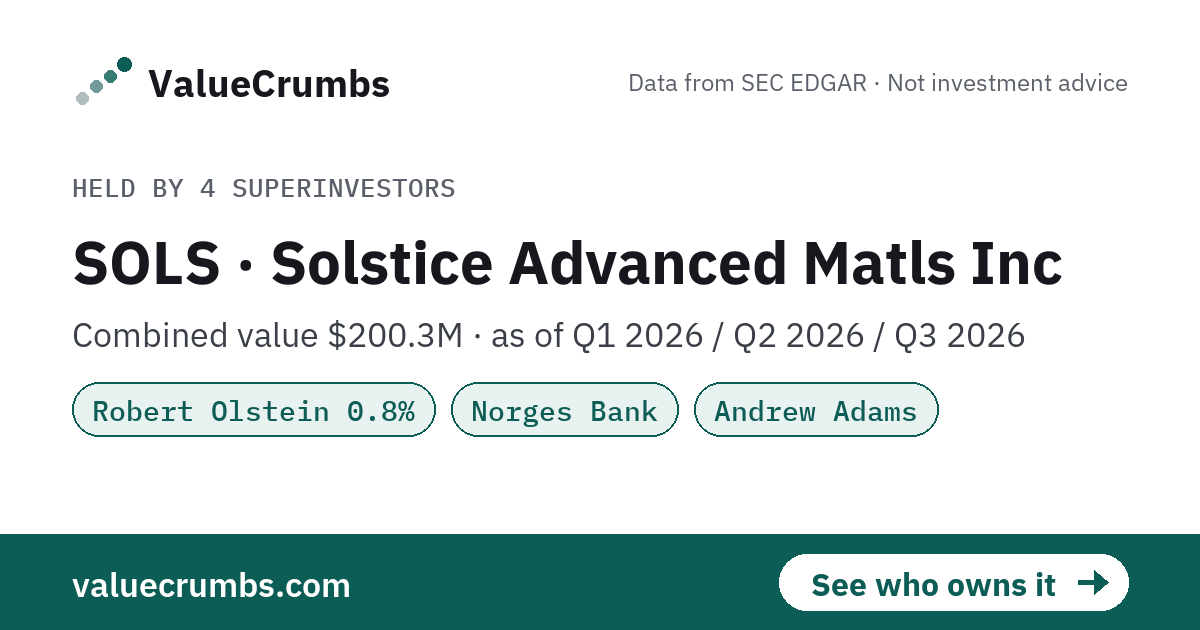 ValueCrumbs
Data from SEC EDGAR · Not investment advice
HELD BY 4 SUPERINVESTORS
SOLS · Solstice Advanced Matls Inc
Combined value $200.3M · as of Q1 2026 / Q2 2026 / Q3 2026
Robert Olstein 0.8%
Norges Bank
Andrew Adams
valuecrumbs.com
See who owns it →